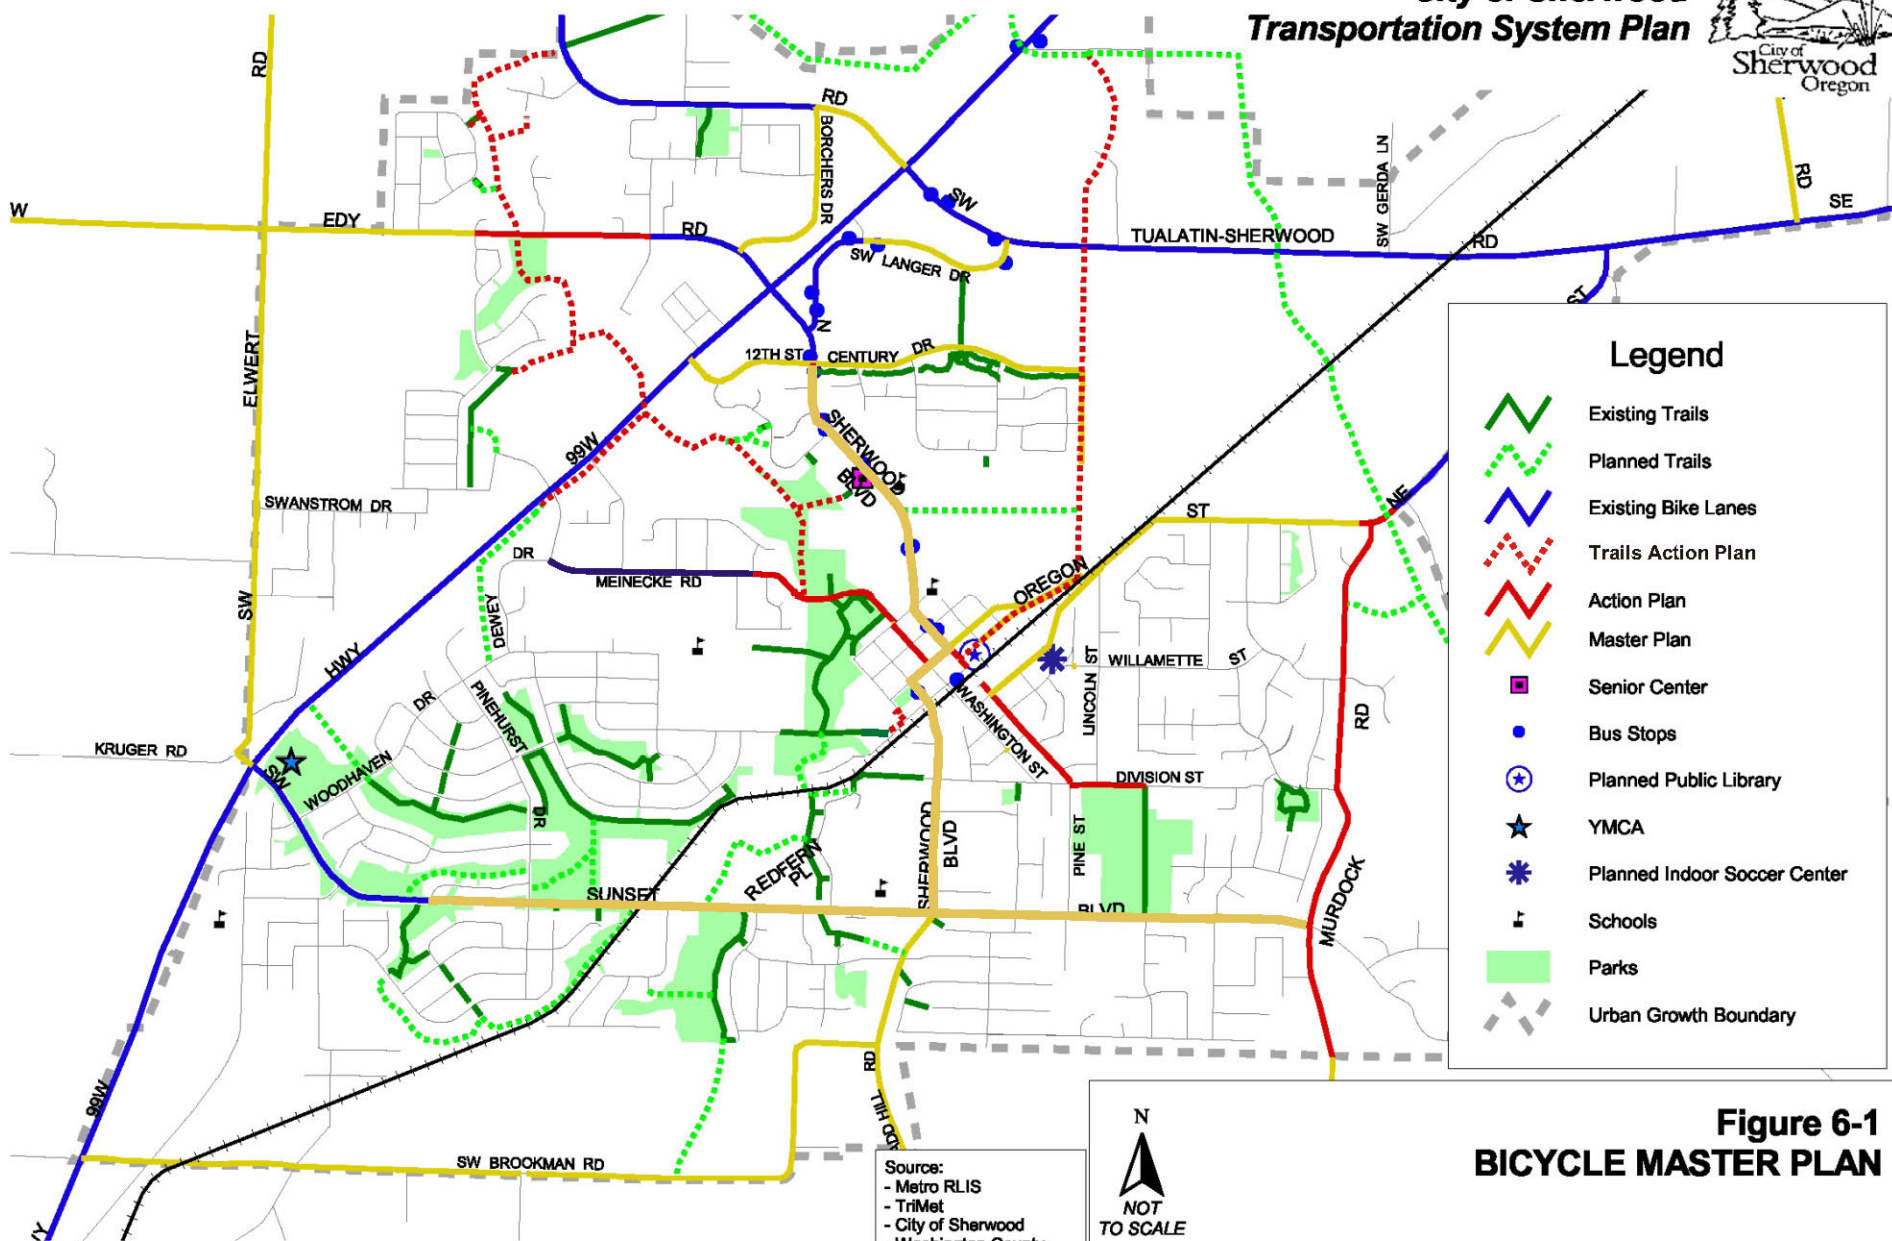 Transportation System Plan
City of
Sherwood
Oregon
RD
RD
BORCHERS DR
SW
SW GERDA LN
RD
SE
W
EDY
RD
TUALATIN-SHERWOOD
RD
SW LANGER DR
ST
N
12TH ST
CENTURY DR
ELWERT
SHERWOOD
BLVD
99W
SWANSTROM DR
NE
ST
DR
MEINECKE RD
OREGON
SW
DEWEY
HWY
LINCOLN ST
WILLAMETTE ST
DR
PINEHURST
WASHINGTON ST
RD
KRUGER RD
SW
WOODHAVEN
DR
DIVISION ST
PINE ST
SHERWOOD
BLVD
REDFERN
PL
SUNSET
BLVD
MURDOCK
RD
99W
SW BROOKMAN RD
Legend
Existing Trails
Planned Trails
Existing Bike Lanes
Trails Action Plan
Action Plan
Master Plan
Senior Center
Bus Stops
Planned Public Library
YMCA
Planned Indoor Soccer Center
Schools
Parks
Urban Growth Boundary
Source:
- Metro RLIS
- TriMet
- City of Sherwood
N
NOT
TO SCALE
Figure 6-1
BICYCLE MASTER PLAN